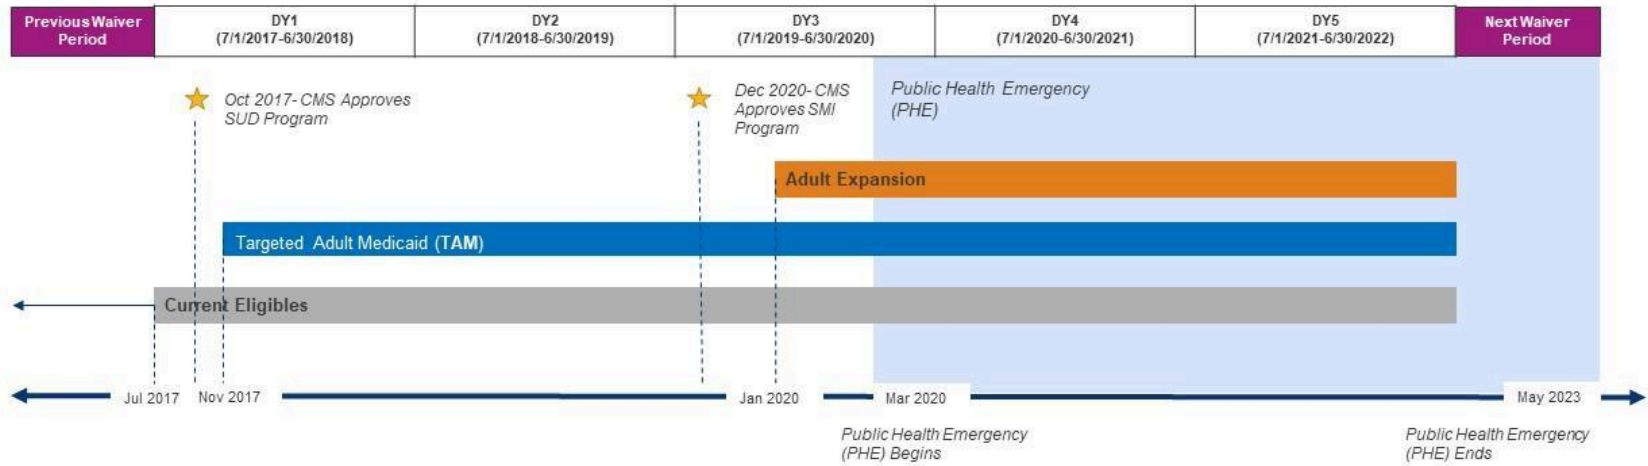 Previous Waiver
Period
DY1
(7/1/2017-6/30/2018)
DY2
(7/1/2018-6/30/2019)
DY3
(7/1/2019-6/30/2020)
DY4
(7/1/2020-6/30/2021)
DY5
(7/1/2021-6/30/2022)
Next Waiver
Period
Oct 2017- CMS Approves
SUD Program
Dec 2020- CMS
Approves SMI
Program
Public Health Emergency
(PHE)
Adult Expansion
Targeted Adult Medicaid (TAM)
Current Eligibles
Jul 2017
Nov 2017
Jan 2020
Mar 2020
May 2023
Public Health Emergency
(PHE) Begins
Public Health Emergency
(PHE) Ends